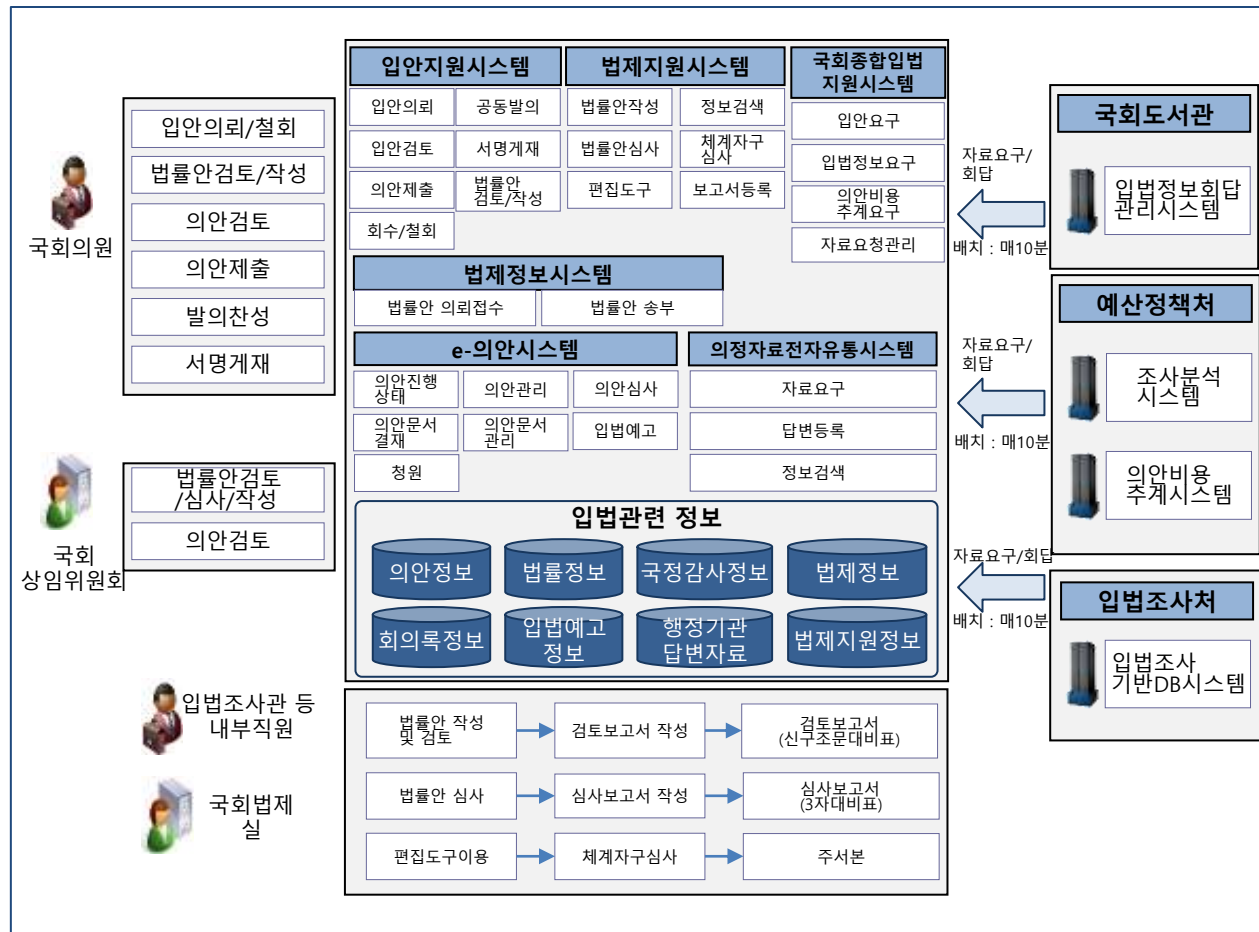 국회의원
입안의뢰/철회
법률안검토/작성
의안검토
의안제출
발의찬성
서명게재
국회
상임위원회
법률안검토
/심사/작성
의안검토
입안지원시스템
입안의뢰
공동발의
입안검토
서명게재
의안제출
법률안
검토/작성
회수/철회
법제지원시스템
법률안작성
정보검색
법률안심사
체계자구
심사
편집도구
보고서등록
국회종합입법
지원시스템
입안요구
입법정보요구
의안비용
추계요구
자료요청관리
법제정보시스템
법률안 의뢰접수
법률안 송부
e-의안시스템
의안진행
상태
의안관리
의안심사
의안문서
결재
의안문서
관리
입법예고
청원
의정자료전자유통시스템
자료요구
답변등록
정보검색
입법관련 정보
의안정보
법률정보
국정감사정보
법제정보
회의록정보
입법예고
정보
행정기관
답변자료
법제지원정보
자료요구/
회답
배치 : 매10분
자료요구/
회답
배치 : 매10분
자료요구/회답
배치 : 매10분
국회도서관
입법정보회답
관리시스템
예산정책처
조사분석
시스템
의안비용
추계시스템
입법조사처
입법조사
기반DB시스템
입법조사관 등
내부직원
국회법제
실
법률안 작성
및 검토
검토보고서 작성
검토보고서
(신구조문대비표)
법률안 심사
심사보고서 작성
심사보고서
(3자대비표)
편집도구이용
체계자구심사
주서본